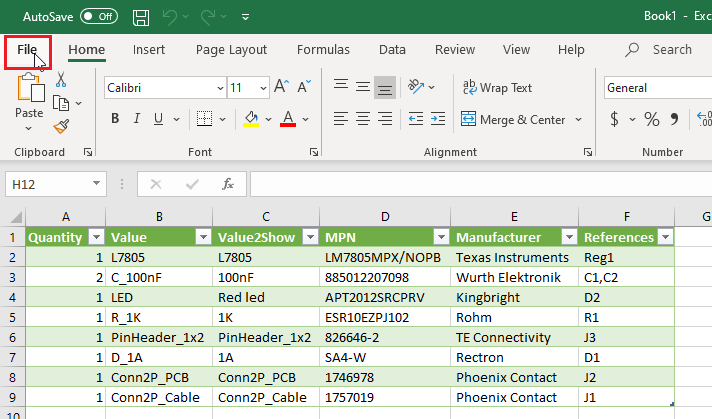 AutoSave Off Book1 - Exc
File Home Insert Page Layout Formulas Data Review View Help Search
Calibri 11 ab Wrap Text General
Paste B I U A Merge & Center $ % ,
Clipboard Font Alignment Number
H12 fx
A B C D E F G
1 Quantity Value Value2Show MPN Manufacturer References
2 1 L7805 L7805 LM7805MPX/NOPB Texas Instruments Reg1
3 2 C_100nF 100nF 885012207098 Wurth Elektronik C1,C2
4 1 LED Red led APT2012SRCPRV Kingbright D2
5 1 R_1K 1K ESR10EZPJ102 Rohm R1
6 1 PinHeader_1x2 PinHeader_1x2 826646-2 TE Connectivity J3
7 1 D_1A 1A SA4-W Rectron D1
8 1 Conn2P_PCB Conn2P_PCB 1746978 Phoenix Contact J2
9 1 Conn2P_Cable Conn2P_Cable 1757019 Phoenix Contact J1
10